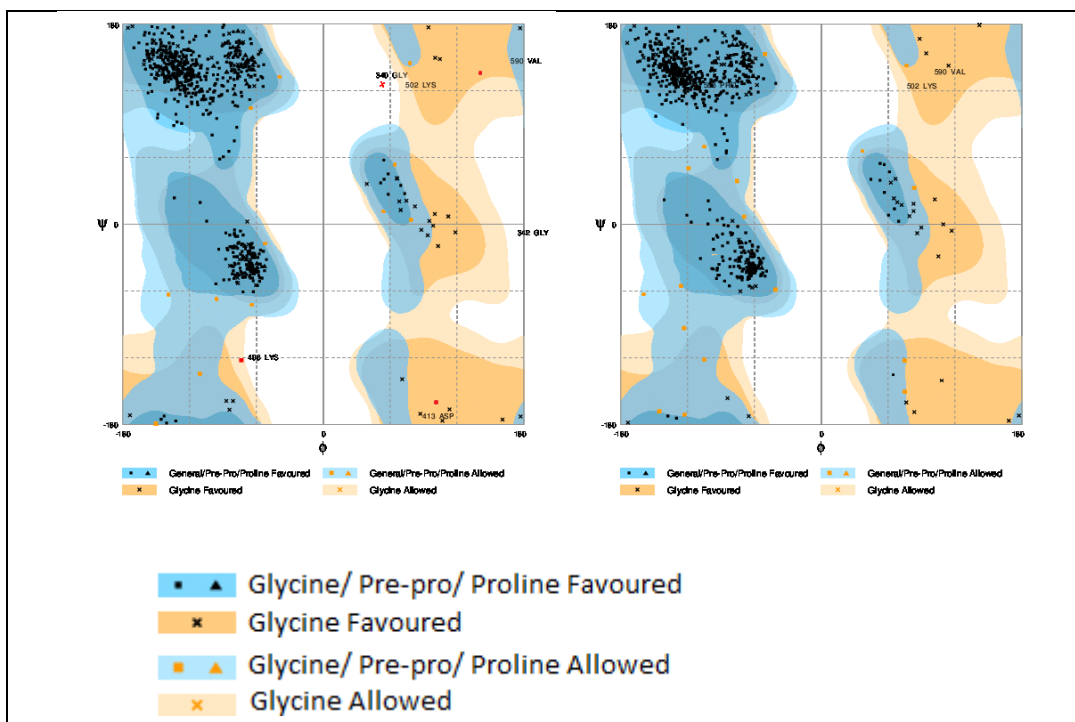 180
590 VAL
340 GLY
502 LYS
Ψ
0
342 GLY
LYS
413 ASP
-180
-180 0 180
Φ
General/Pre-Pro/Proline Favoured General/Pre-Pro/Proline Allowed
Glycine Favoured Glycine Allowed
180
590 VAL
502 LYS
Ψ
0
-180
-180 0 180
Φ
General/Pre-Pro/Proline Favoured General/Pre-Pro/Proline Allowed
Glycine Favoured Glycine Allowed
Glycine/ Pre-pro/ Proline Favoured
Glycine Favoured
Glycine/ Pre-pro/ Proline Allowed
Glycine Allowed